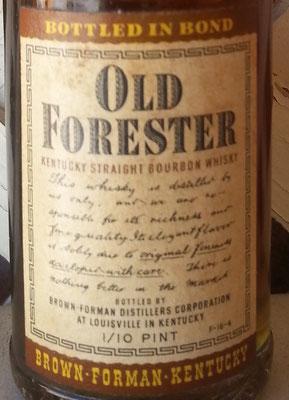 BOTTLED IN BOND
OLD
FORESTER
KENTUCKY STRAIGHT BOURBON WHISKY
This whisky is distilled by
us only, and we are re-
sponsible for its richness and
fine quality. Its elegant flavor
is solely due to original fineness
developed with care. There is
nothing better in the market
BOTTLED BY
BROWN-FORMAN DISTILLERS CORPORATION
AT LOUISVILLE IN KENTUCKY
1/10 PINT
BROWN-FORMAN-KENTUCKY